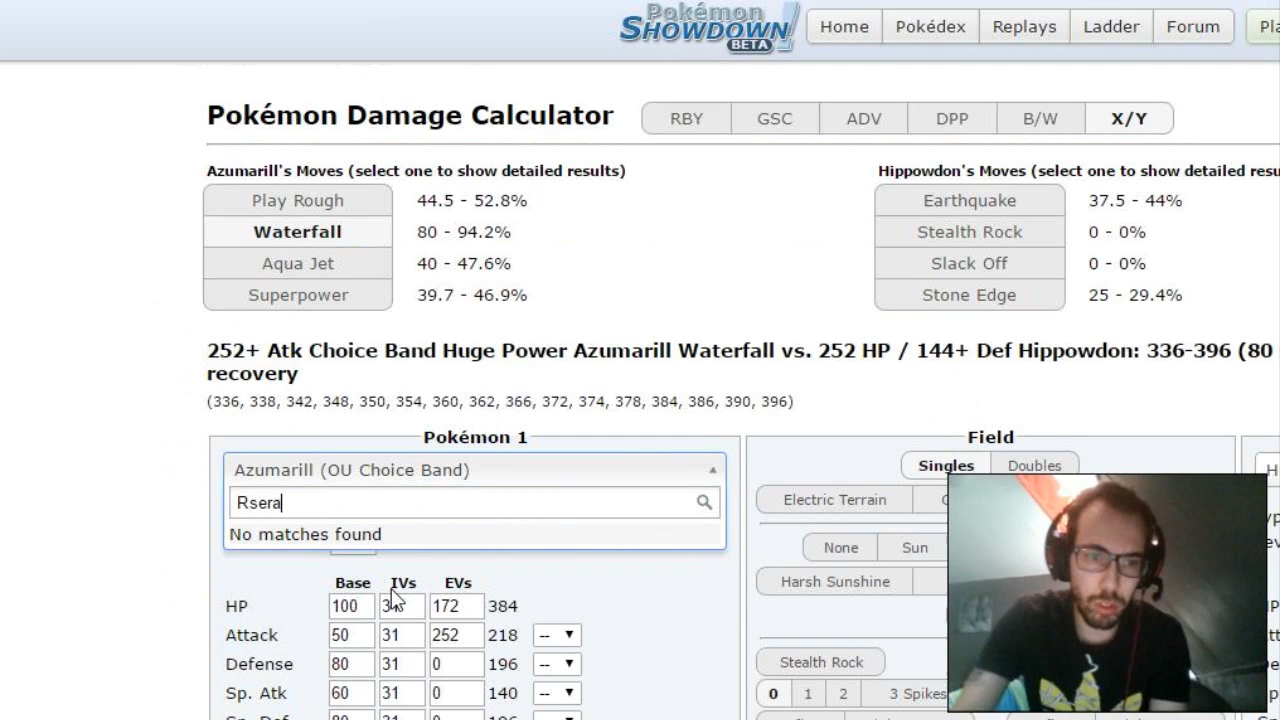 Pokémon
SHOWDOWN
BETA
Home Pokédex Replays Ladder Forum
Pokémon Damage Calculator RBY GSC ADV DPP B/W X/Y
Azumarill's Moves (select one to show detailed results)
Play Rough 44.5 - 52.8%
Waterfall 80 - 94.2%
Aqua Jet 40 - 47.6%
Superpower 39.7 - 46.9%
Hippowdon's Moves (select one to show detailed resu
Earthquake 37.5 - 44%
Stealth Rock 0 - 0%
Slack Off 0 - 0%
Stone Edge 25 - 29.4%
252+ Atk Choice Band Huge Power Azumarill Waterfall vs. 252 HP / 144+ Def Hippowdon: 336-396 (80
recovery
(336, 338, 342, 348, 350, 354, 360, 362, 366, 372, 374, 378, 384, 386, 390, 396)
Pokémon 1
Azumarill (OU Choice Band)
Rsera
No matches found
Base IVs EVs
HP 100 172 384
Attack 50 31 252 218 --
Defense 80 31 0 196 --
Sp. Atk 60 31 0 140 --
Field
Singles Doubles
Electric Terrain
None Sun
Harsh Sunshine
Stealth Rock
0 1 2 3 Spikes